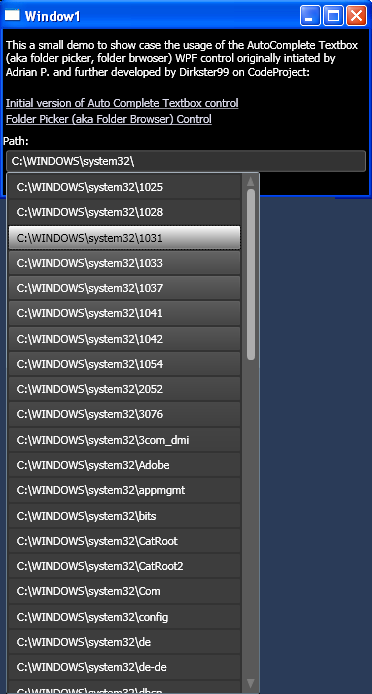 Window1
This a small demo to show case the usage of the AutoComplete Textbox
(aka folder picker, folder brwoser) WPF control originally intiated by
Adrian P. and further developed by Dirkster99 on CodeProject:
Initial version of Auto Complete Textbox control
Folder Picker (aka Folder Browser) Control
Path:
C:\WINDOWS\system32\
C:\WINDOWS\system32\1025
C:\WINDOWS\system32\1028
C:\WINDOWS\system32\1031
C:\WINDOWS\system32\1033
C:\WINDOWS\system32\1037
C:\WINDOWS\system32\1041
C:\WINDOWS\system32\1042
C:\WINDOWS\system32\1054
C:\WINDOWS\system32\2052
C:\WINDOWS\system32\3076
C:\WINDOWS\system32\3com_dmi
C:\WINDOWS\system32\Adobe
C:\WINDOWS\system32\appmgmt
C:\WINDOWS\system32\bits
C:\WINDOWS\system32\CatRoot
C:\WINDOWS\system32\CatRoot2
C:\WINDOWS\system32\Com
C:\WINDOWS\system32\config
C:\WINDOWS\system32\de
C:\WINDOWS\system32\de-de
C:\WINDOWS\system32\dhcp